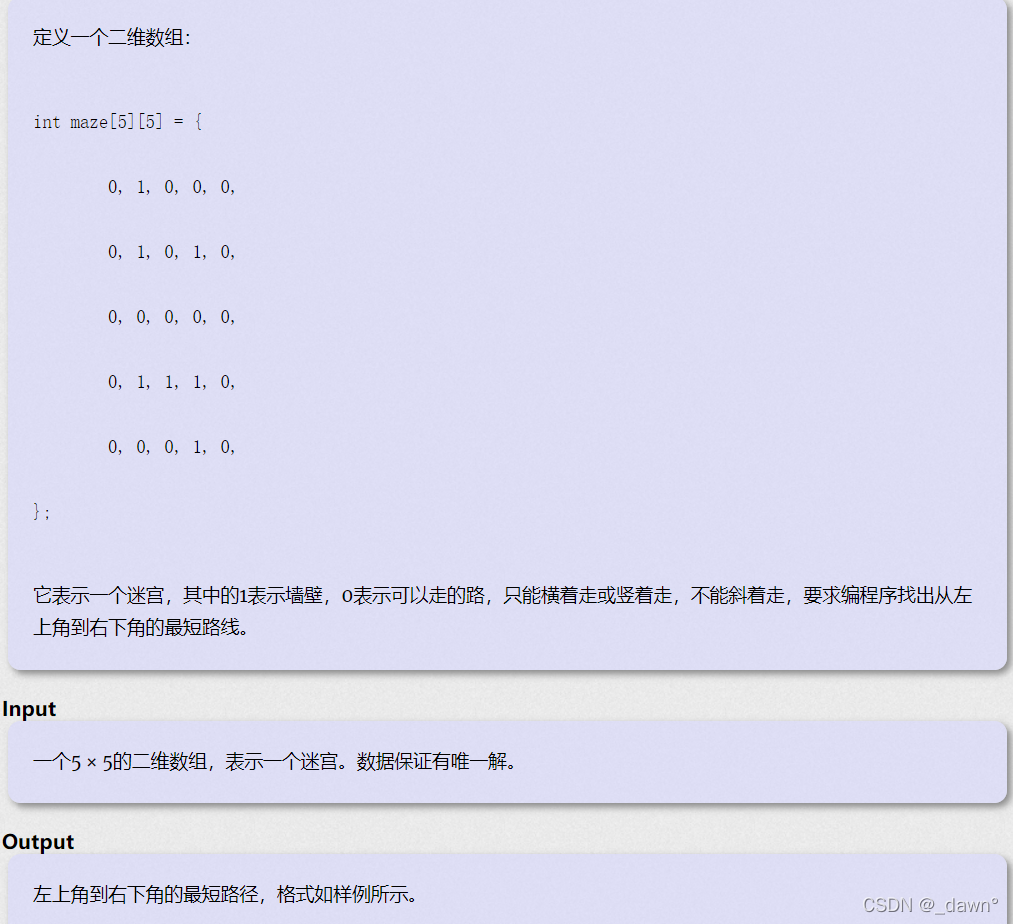 定义一个二维数组：
int maze[5][5] = {
0, 1, 0, 0, 0,
0, 1, 0, 1, 0,
0, 0, 0, 0, 0,
0, 1, 1, 1, 0,
0, 0, 0, 1, 0,
};
它表示一个迷宫，其中的1表示墙壁，0表示可以走的路，只能横着走或竖着走，不能斜着走，要求编程序找出从左
上角到右下角的最短路线。
Input
一个5 × 5的二维数组，表示一个迷宫。数据保证有唯一解。
Output
左上角到右下角的最短路径，格式如样例所示。
CSDN @_dawn°